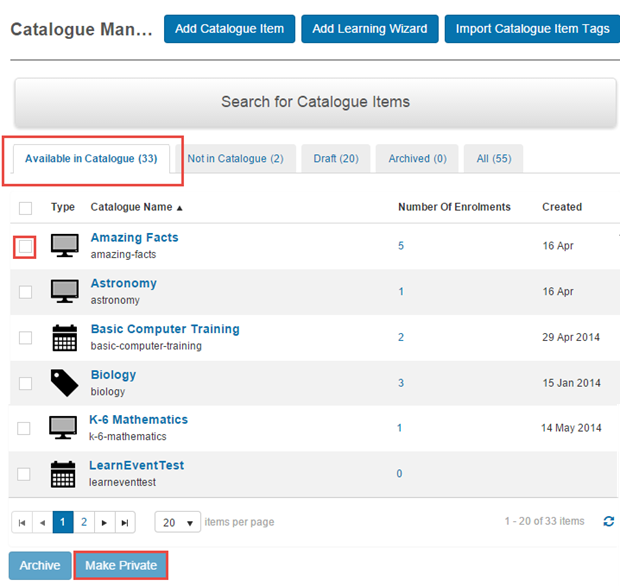 Catalogue Man... Add Catalogue Item Add Learning Wizard Import Catalogue Item Tags
Search for Catalogue Items
Available in Catalogue (33) Not in Catalogue (2) Draft (20) Archived (0) All (55)
Type Catalogue Name ▲ Number Of Enrolments Created
Amazing Facts 5 16 Apr
amazing-facts
Astronomy 1 16 Apr
astronomy
Basic Computer Training 2 29 Apr 2014
basic-computer-training
Biology 3 15 Jan 2014
biology
K-6 Mathematics 1 14 May 2014
k-6-mathematics
LearnEventTest 0
learneventtest
1 2 20 items per page 1 - 20 of 33 items
Archive Make Private